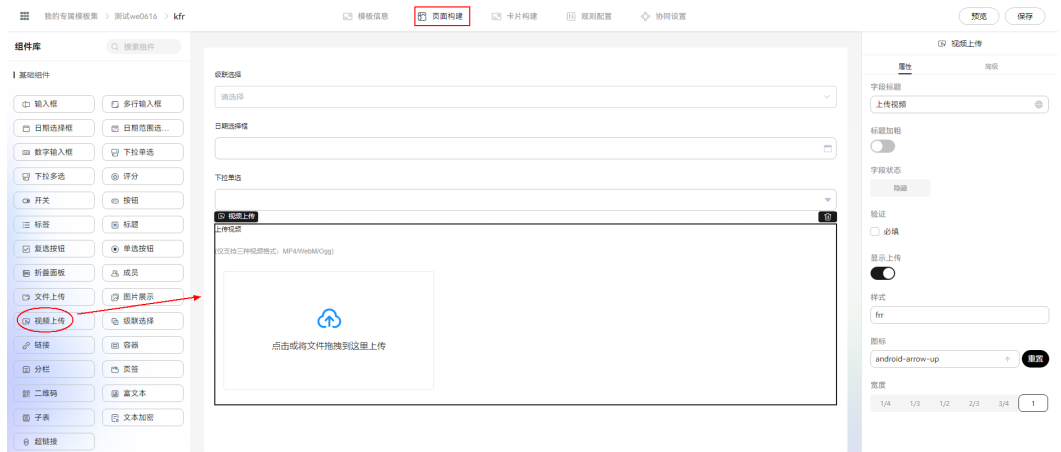 我的专属模板集 > 测试we0616 > kfr
模板信息
页面构建
卡片构建
规则配置
协同设置
预览
保存
组件库
搜索组件
基础组件
输入框
多行输入框
日期选择框
日期范围选...
数字输入框
下拉单选
下拉多选
评分
开关
按钮
标签
标题
复选按钮
单选按钮
折叠面板
成员
文件上传
图片展示
视频上传
级联选择
链接
容器
分栏
页签
二维码
富文本
子表
文本加密
超链接
级联选择
请选择
日期选择框
下拉单选
视频上传
上传视频
(仅支持三种视频格式：MP4/WebM/Ogg)
点击或将文件拖拽到这里上传
视频上传
属性
高级
字段标题
上传视频
标题加粗
字段状态
隐藏
验证
必填
显示上传
样式
frr
图标
android-arrow-up
重置
宽度
1/4 1/3 1/2 2/3 3/4 1